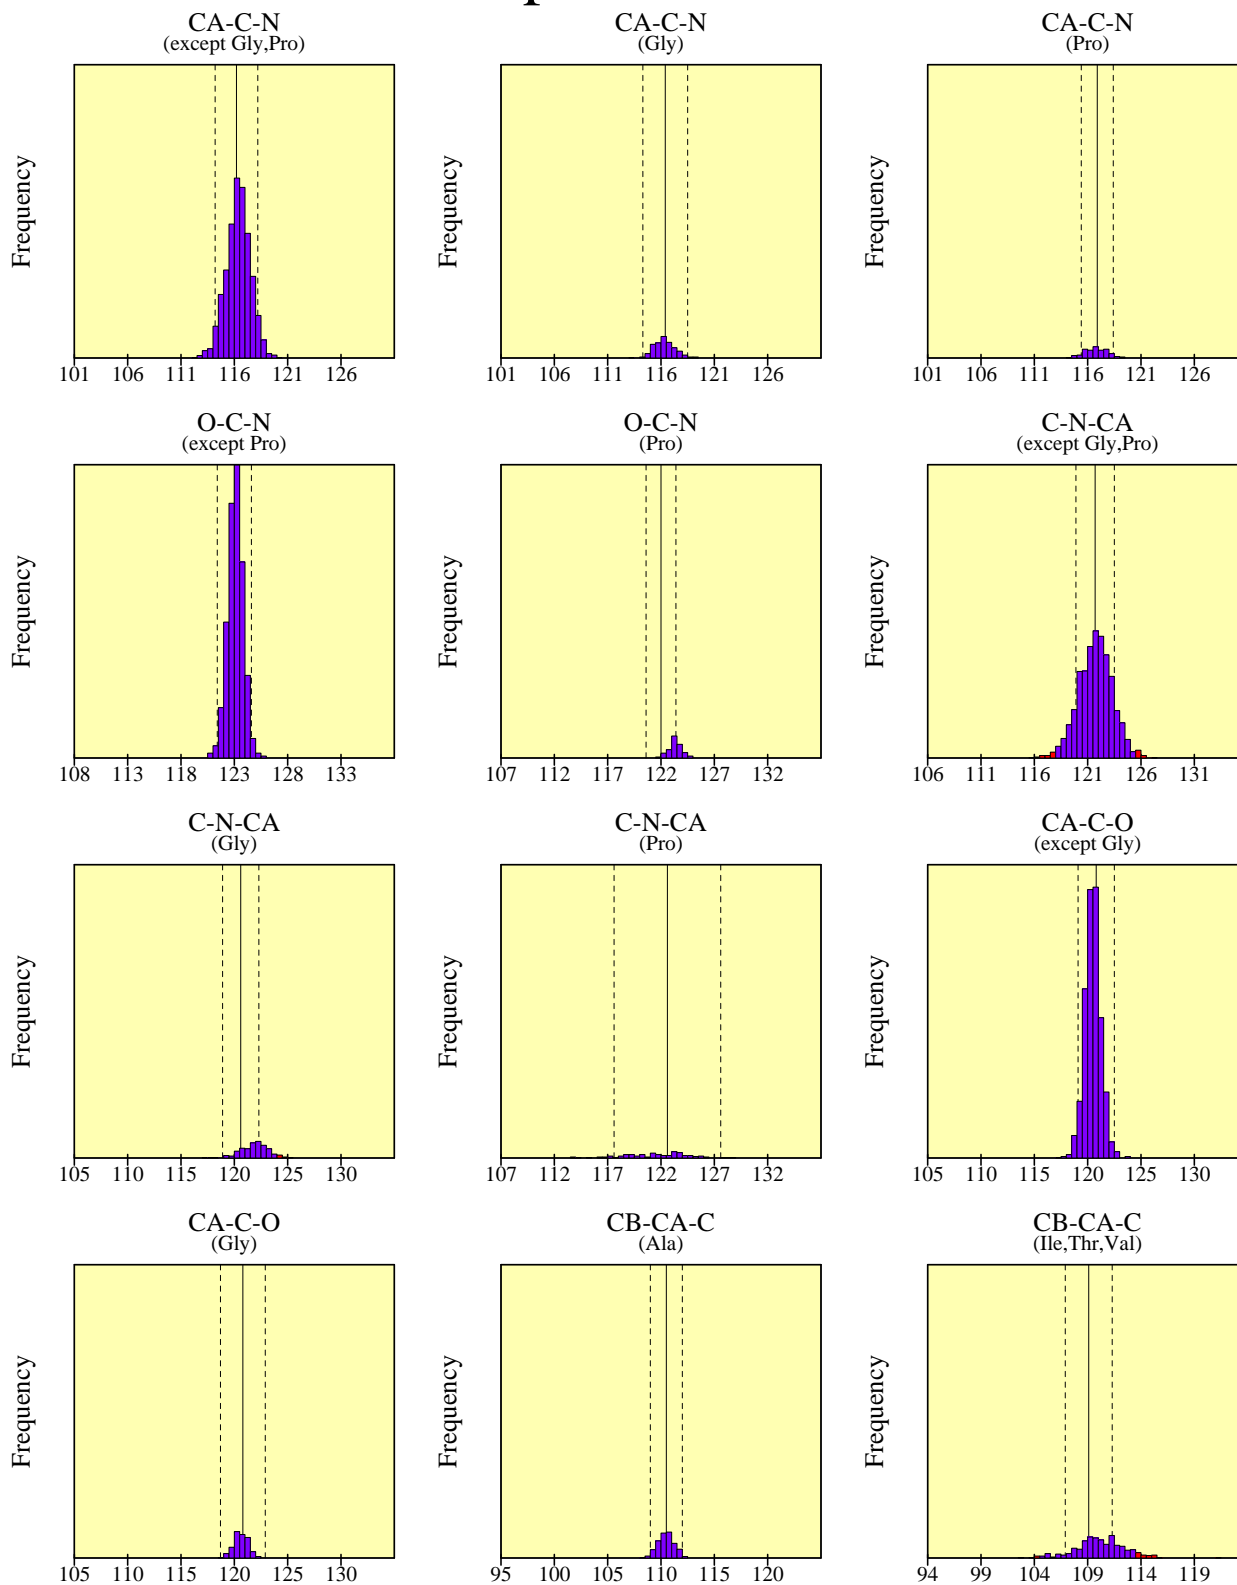 CA-C-N CA-C-N CA-C-N
(except Gly,Pro) (Gly) (Pro)
Frequency Frequency Frequency
101 106 111 116 121 126 101 106 111 116 121 126 101 106 111 116 121 126
O-C-N O-C-N C-N-CA
(except Pro) (Pro) (except Gly,Pro)
Frequency Frequency Frequency
108 113 118 123 128 133 107 112 117 122 127 132 106 111 116 121 126 131
C-N-CA C-N-CA CA-C-O
(Gly) (Pro) (except Gly)
Frequency Frequency Frequency
105 110 115 120 125 130 107 112 117 122 127 132 105 110 115 120 125 130
CA-C-O CB-CA-C CB-CA-C
(Gly) (Ala) (Ile,Thr,Val)
Frequency Frequency Frequency
105 110 115 120 125 130 95 100 105 110 115 120 94 99 104 109 114 119